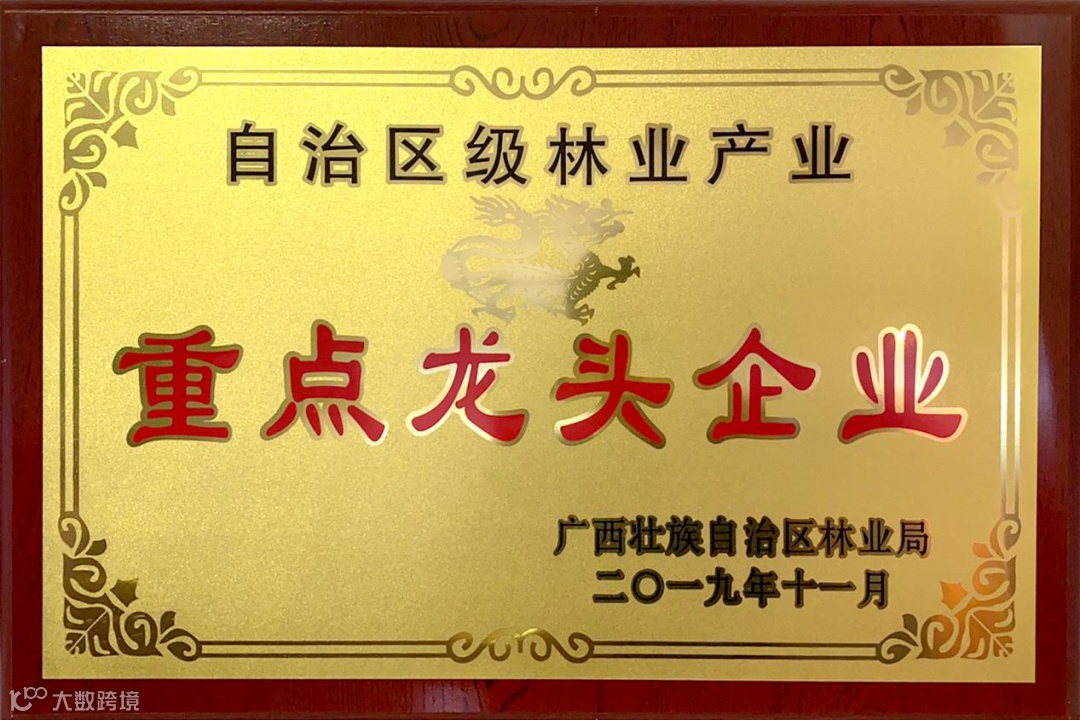 自治区级林业产业
重点龙头企业
广西壮族自治区林业局
二〇一九年十一月
大数跨境